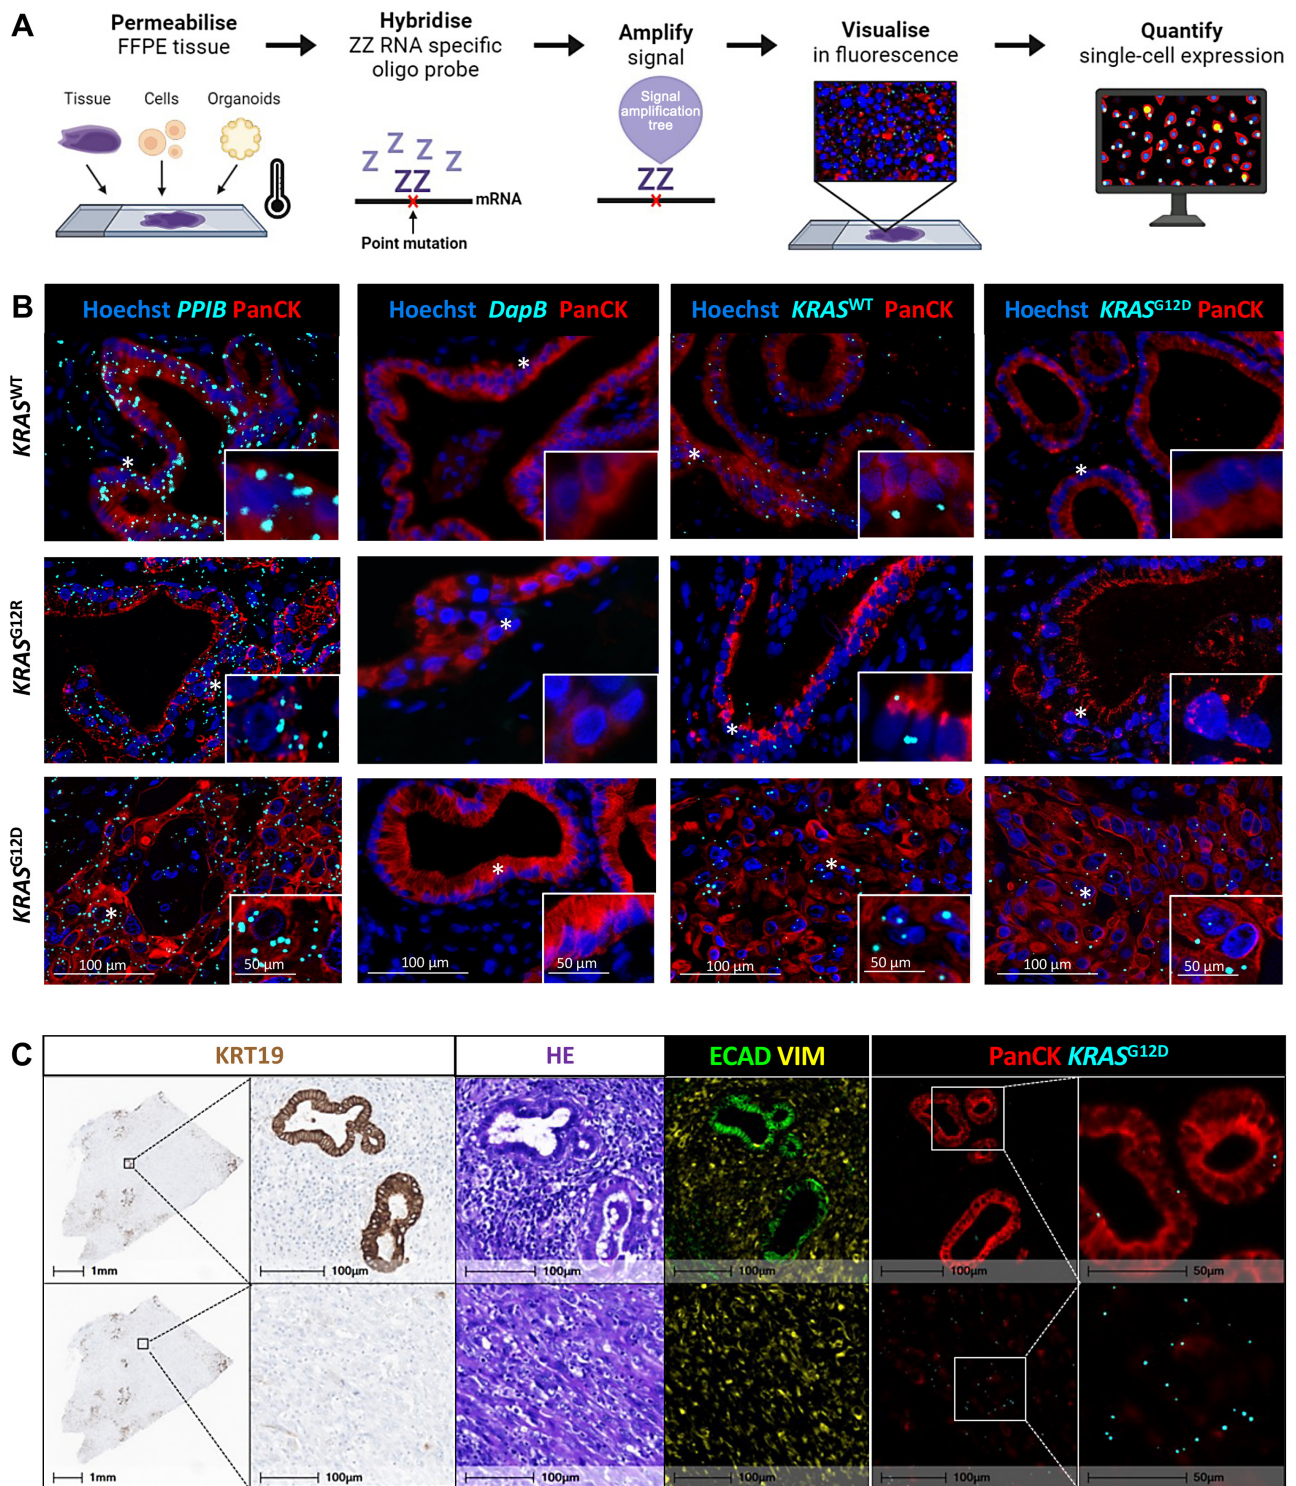 A
Permeabilise
FFPE tissue
Hybridise
ZZ RNA specific
oligo probe
Amplify
signal
Visualise
in fluorescence
Quantify
single-cell expression
Tissue
Cells
Organoids
Z Z Z Z
ZZ
mRNA
Point mutation
Signal
amplification
tree
ZZ
B
Hoechst PPIB PanCK
Hoechst DapB PanCK
Hoechst KRASWT PanCK
Hoechst KRASG12D PanCK
KRASWT
*
*
*
*
KRASG12R
*
*
*
*
KRASG12D
*
*
*
*
100 µm
50 µm
100 µm
50 µm
100 µm
50 µm
100 µm
50 µm
C
KRT19
HE
ECAD VIM
PanCK KRASG12D
1mm
100µm
100µm
100µm
100µm
50µm
1mm
100µm
100µm
100µm
100µm
50µm